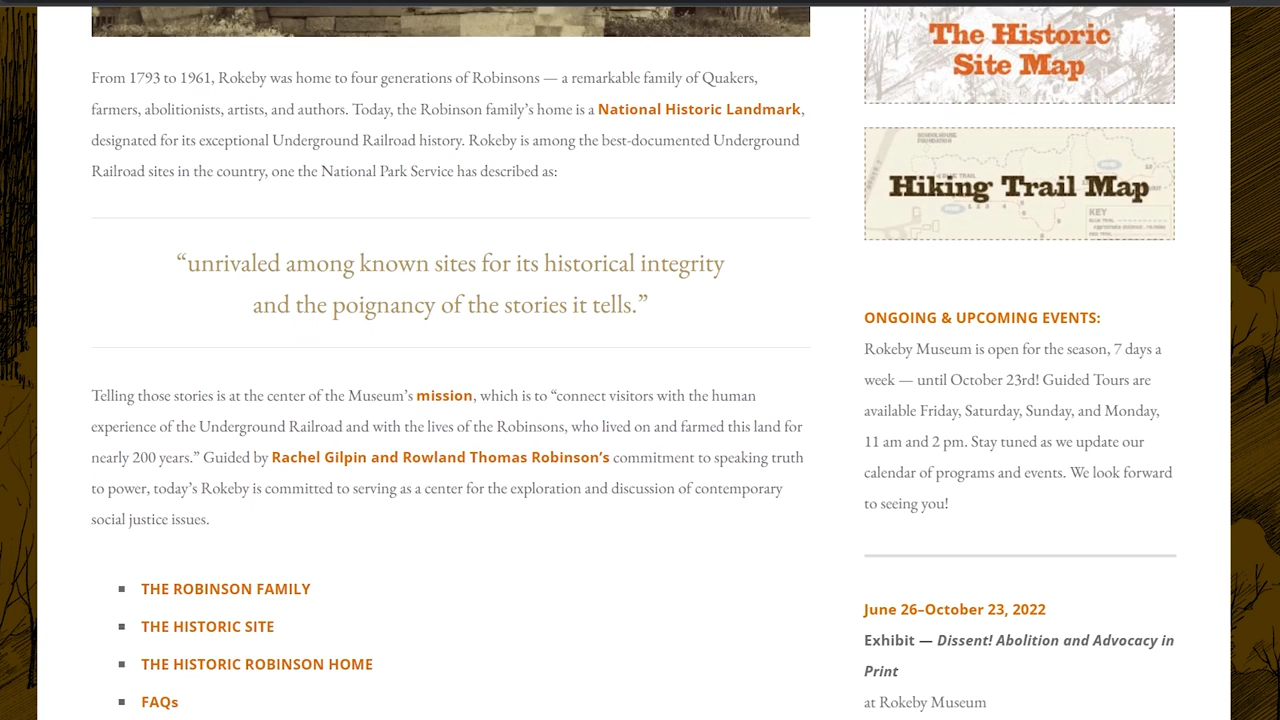 From 1793 to 1961, Rokeby was home to four generations of Robinsons — a remarkable family of Quakers,
farmers, abolitionists, artists, and authors. Today, the Robinson family’s home is a National Historic Landmark,
designated for its exceptional Underground Railroad history. Rokeby is among the best-documented Underground
Railroad sites in the country, one the National Park Service has described as:
“unrivaled among known sites for its historical integrity
and the poignancy of the stories it tells.”
Telling those stories is at the center of the Museum’s mission, which is to “connect visitors with the human
experience of the Underground Railroad and with the lives of the Robinsons, who lived on and farmed this land for
nearly 200 years.” Guided by Rachel Gilpin and Rowland Thomas Robinson’s commitment to speaking truth
to power, today’s Rokeby is committed to serving as a center for the exploration and discussion of contemporary
social justice issues.
THE ROBINSON FAMILY
THE HISTORIC SITE
THE HISTORIC ROBINSON HOME
FAQs
The Historic
Site Map
Hiking Trail Map
KEY
ONGOING & UPCOMING EVENTS:
Rokeby Museum is open for the season, 7 days a
week — until October 23rd! Guided Tours are
available Friday, Saturday, Sunday, and Monday,
11 am and 2 pm. Stay tuned as we update our
calendar of programs and events. We look forward
to seeing you!
June 26–October 23, 2022
Exhibit — Dissent! Abolition and Advocacy in
Print
at Rokeby Museum